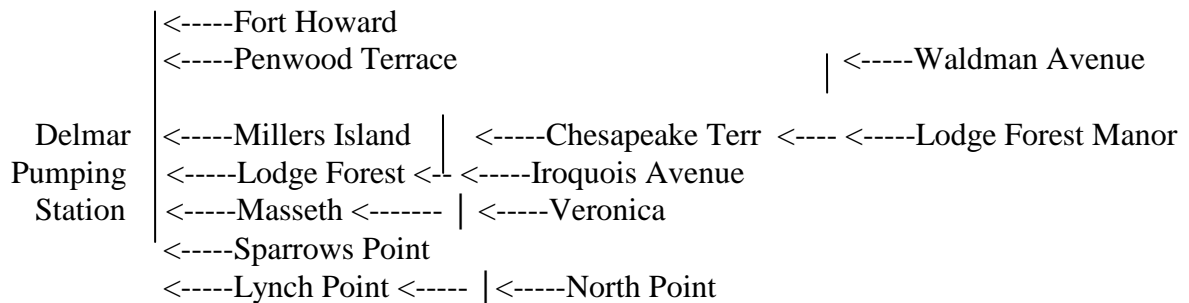 <-----Fort Howard
<-----Penwood Terrace <-----Waldman Avenue
Delmar <-----Millers Island <-----Chesapeake Terr <---- <-----Lodge Forest Manor
Pumping <-----Lodge Forest <-- <-----Iroquois Avenue
Station <-----Masseth <------- | <-----Veronica
<-----Sparrows Point
<-----Lynch Point <----- | <-----North Point